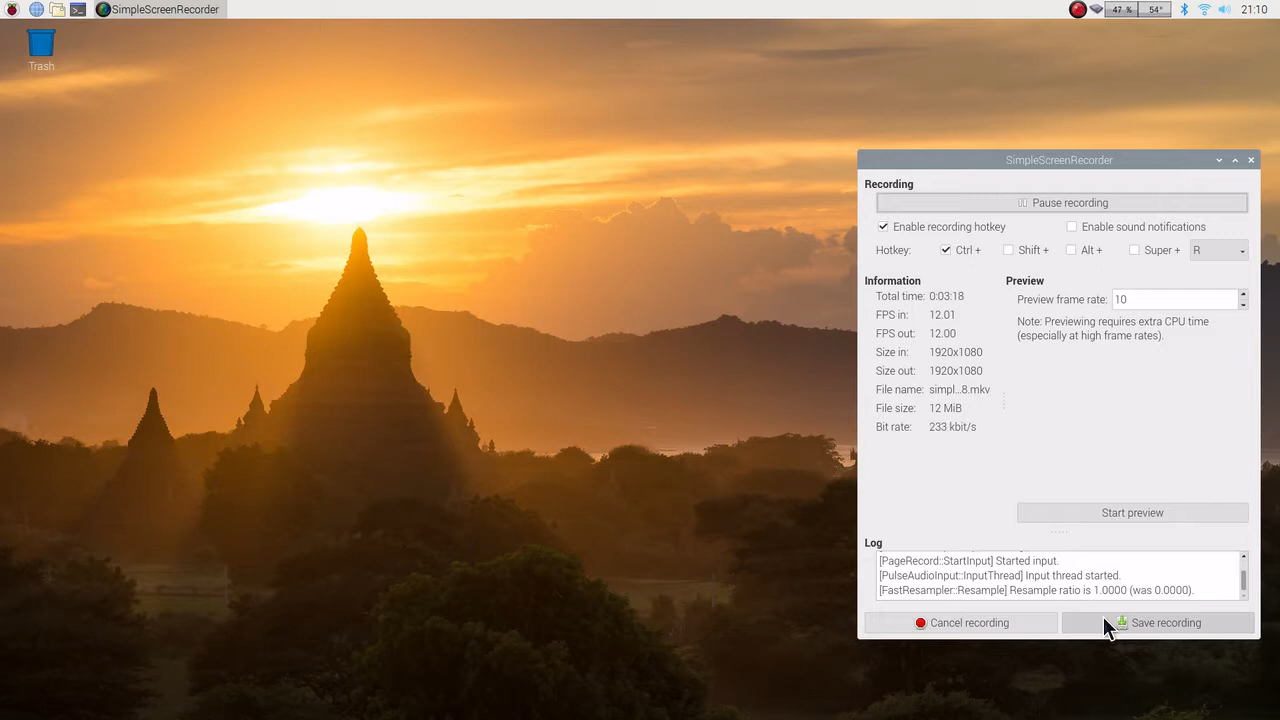 SimpleScreenRecorder
47 %
54°
21:10
Trash
SimpleScreenRecorder
Recording
Pause recording
Enable recording hotkey
Enable sound notifications
Hotkey:
Ctrl +
Shift +
Alt +
Super +
R
Information
Total time: 0:03:18
FPS in: 12.01
FPS out: 12.00
Size in: 1920x1080
Size out: 1920x1080
File name: simpl...8.mkv
File size: 12 MiB
Bit rate: 233 kbit/s
Preview
Preview frame rate: 10
Note: Previewing requires extra CPU time
(especially at high frame rates).
Start preview
Log
[PageRecord::StartInput] Started input.
[PulseAudioInput::InputThread] Input thread started.
[FastResampler::Resample] Resample ratio is 1.0000 (was 0.0000).
Cancel recording
Save recording